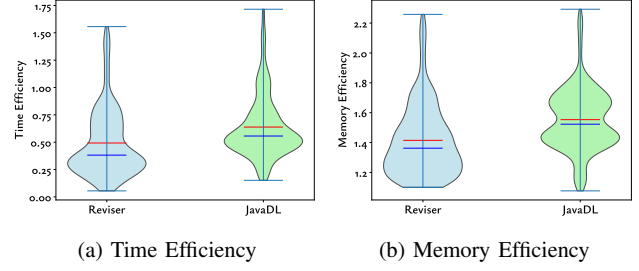 1.75
1.50
1.25
1.00
0.75
0.50
0.25
0.00
Time Efficiency
Reviser
JavaDL
2.2
2.0
1.8
1.6
1.4
1.2
Memory Efficiency
Reviser
JavaDL
(a) Time Efficiency
(b) Memory Efficiency